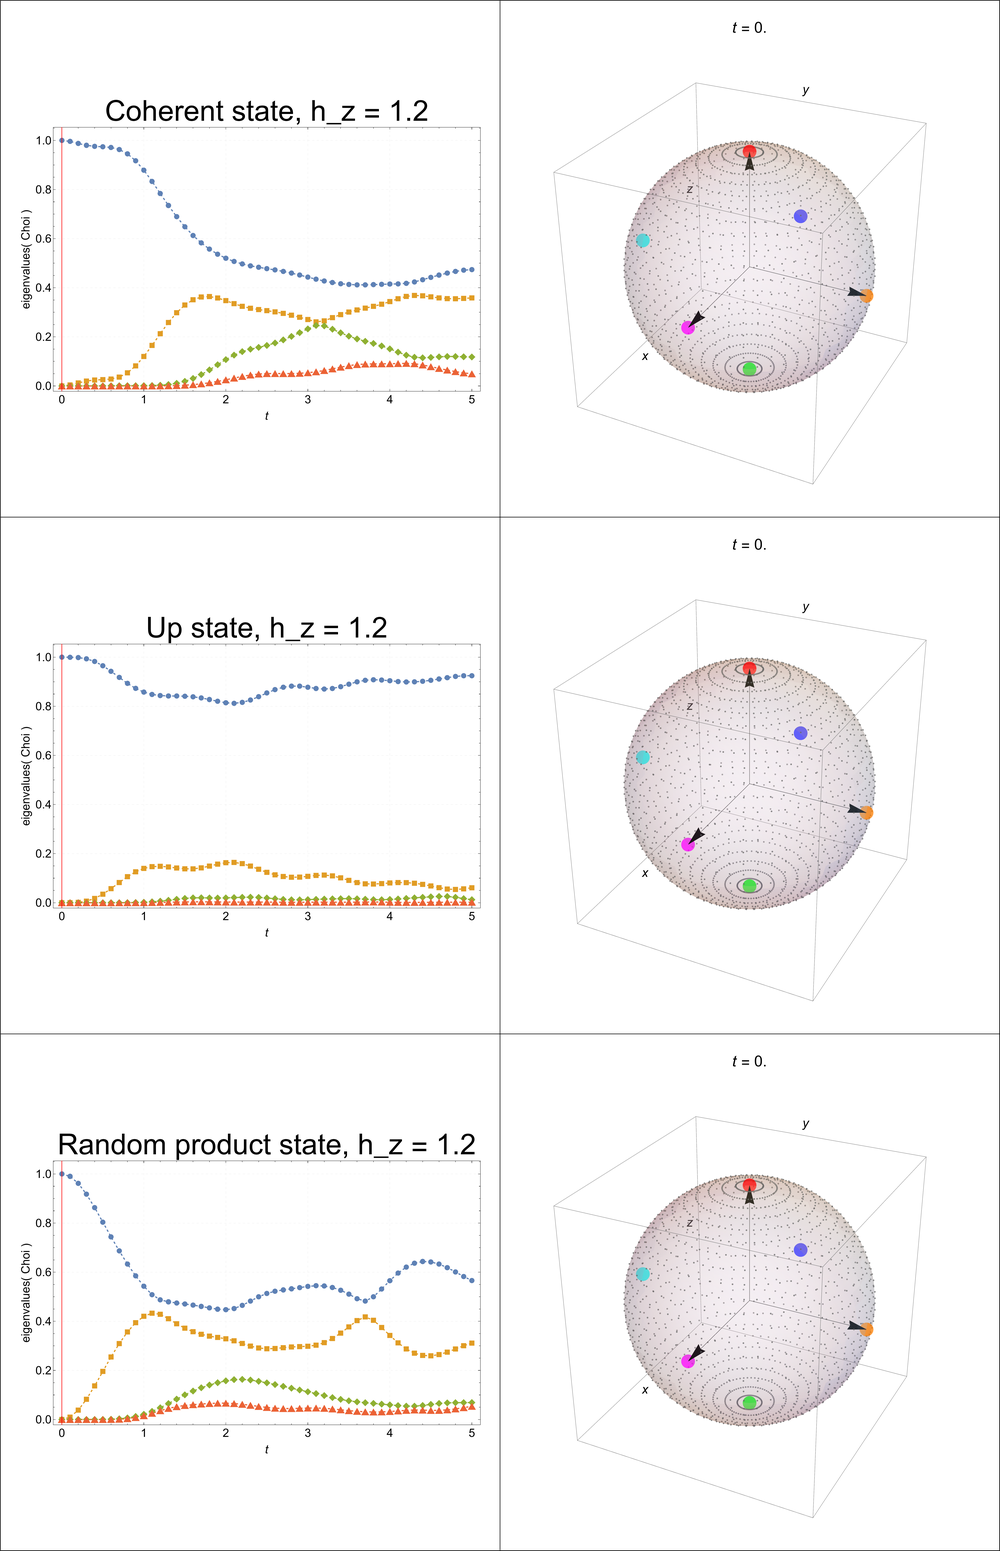 Coherent state, h_z = 1.2
eigenvalues( Choi )
1.0
0.8
0.6
0.4
0.2
0.0
0 1 2 3 4 5
t
t = 0.
y
z
x
Up state, h_z = 1.2
eigenvalues( Choi )
1.0
0.8
0.6
0.4
0.2
0.0
0 1 2 3 4 5
t
t = 0.
y
z
x
Random product state, h_z = 1.2
eigenvalues( Choi )
1.0
0.8
0.6
0.4
0.2
0.0
0 1 2 3 4 5
t
t = 0.
y
z
x